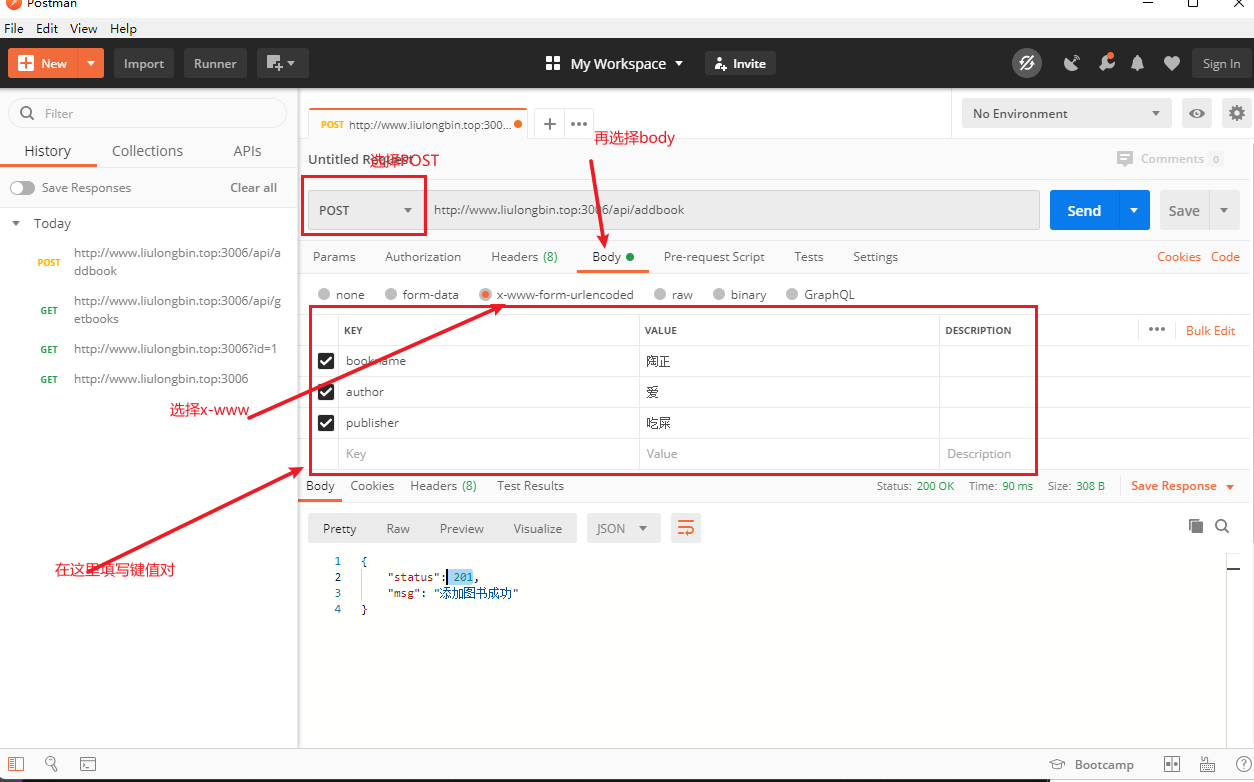 Postman
File Edit View Help
New Import Runner My Workspace Invite Sign In
Filter
History Collections APIs
Save Responses Clear all
Today
POST http://www.liulongbin.top:3006/api/a
ddbook
GET http://www.liulongbin.top:3006/api/g
etbooks
GET http://www.liulongbin.top:3006?id=1
GET http://www.liulongbin.top:3006
选择x-www
在这里填写键值对
POST http://www.liulongbin.top:300... No Environment
再选择body
Untitled Request
选择POST
Comments 0
POST http://www.liulongbin.top:3006/api/addbook Send Save
Params Authorization Headers (8) Body Pre-request Script Tests Settings Cookies Code
none form-data x-www-form-urlencoded raw binary GraphQL
KEY VALUE DESCRIPTION Bulk Edit
bookname 陶正
author 爱
publisher 吃屎
Key Value Description
Body Cookies Headers (8) Test Results Status: 200 OK Time: 90 ms Size: 308 B Save Response
Pretty Raw Preview Visualize JSON
1 {
2 "status": 201,
3 "msg": "添加图书成功"
4 }
Bootcamp